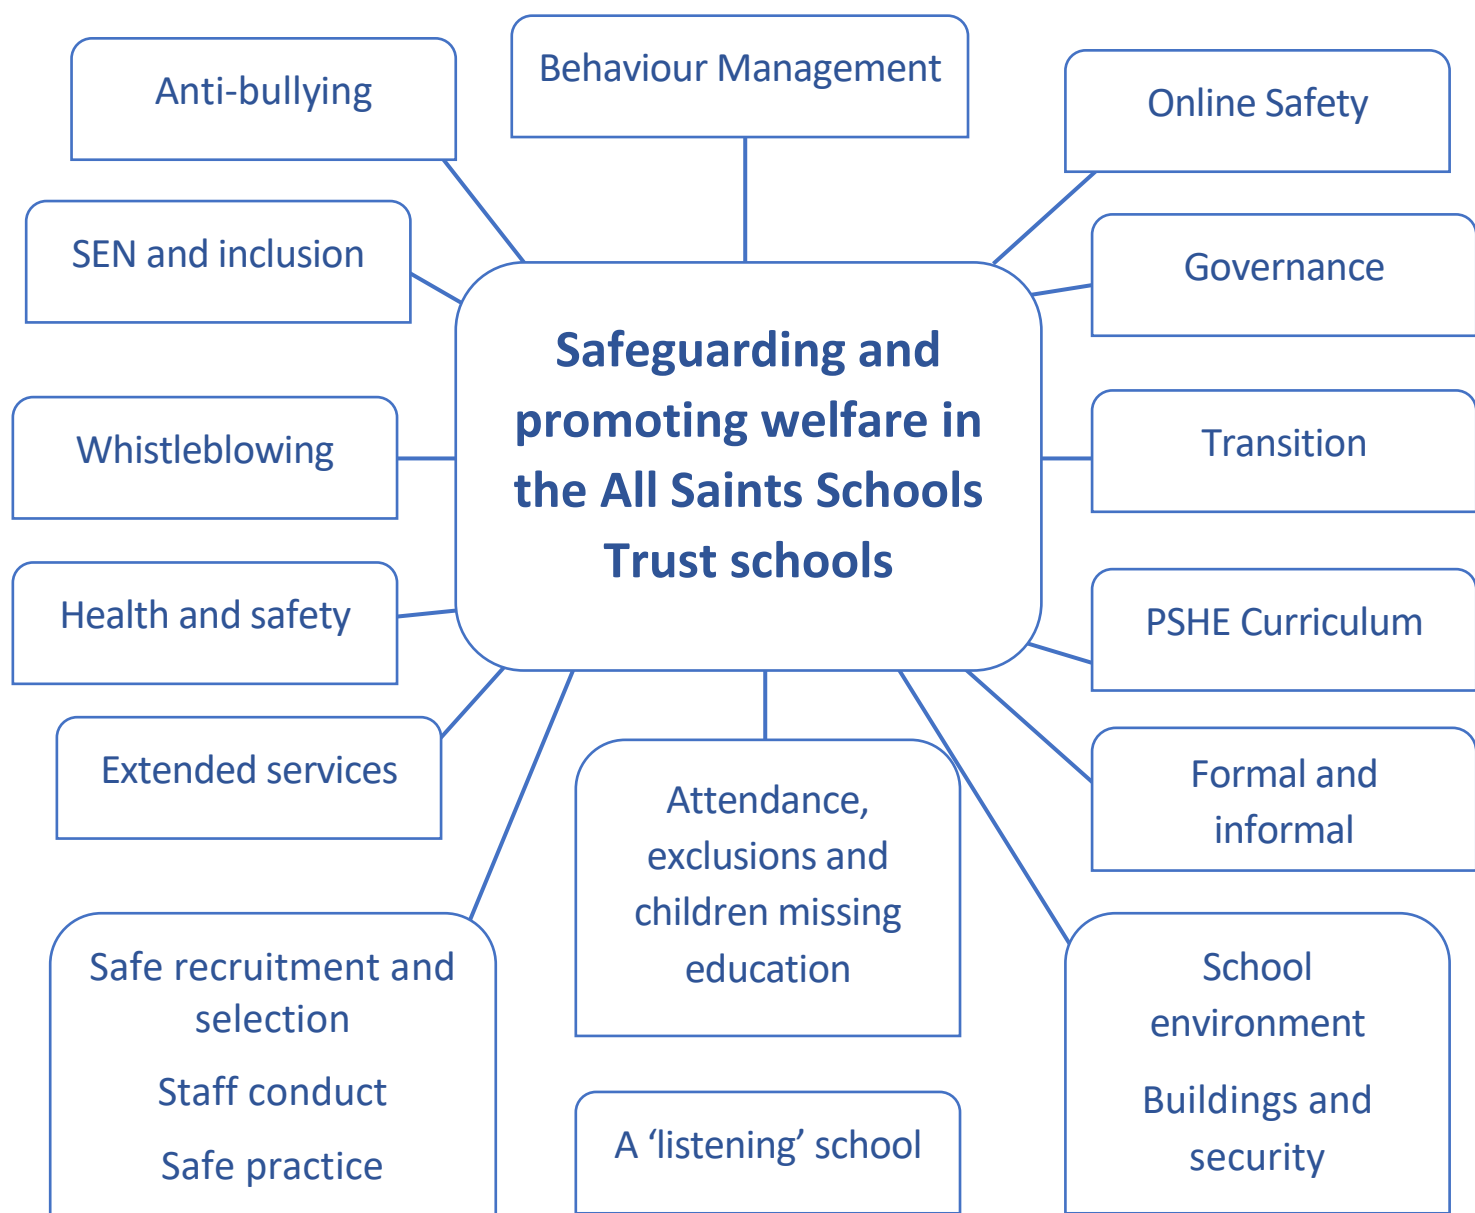 Behaviour Management
Anti-bullying
Online Safety
SEN and inclusion
Governance
Safeguarding and
promoting welfare in
the All Saints Schools
Trust schools
Whistleblowing
Transition
Health and safety
PSHE Curriculum
Extended services
Formal and
informal
Attendance,
exclusions and
children missing
education
Safe recruitment and
selection
Staff conduct
Safe practice
A ‘listening’ school
School
environment
Buildings and
security